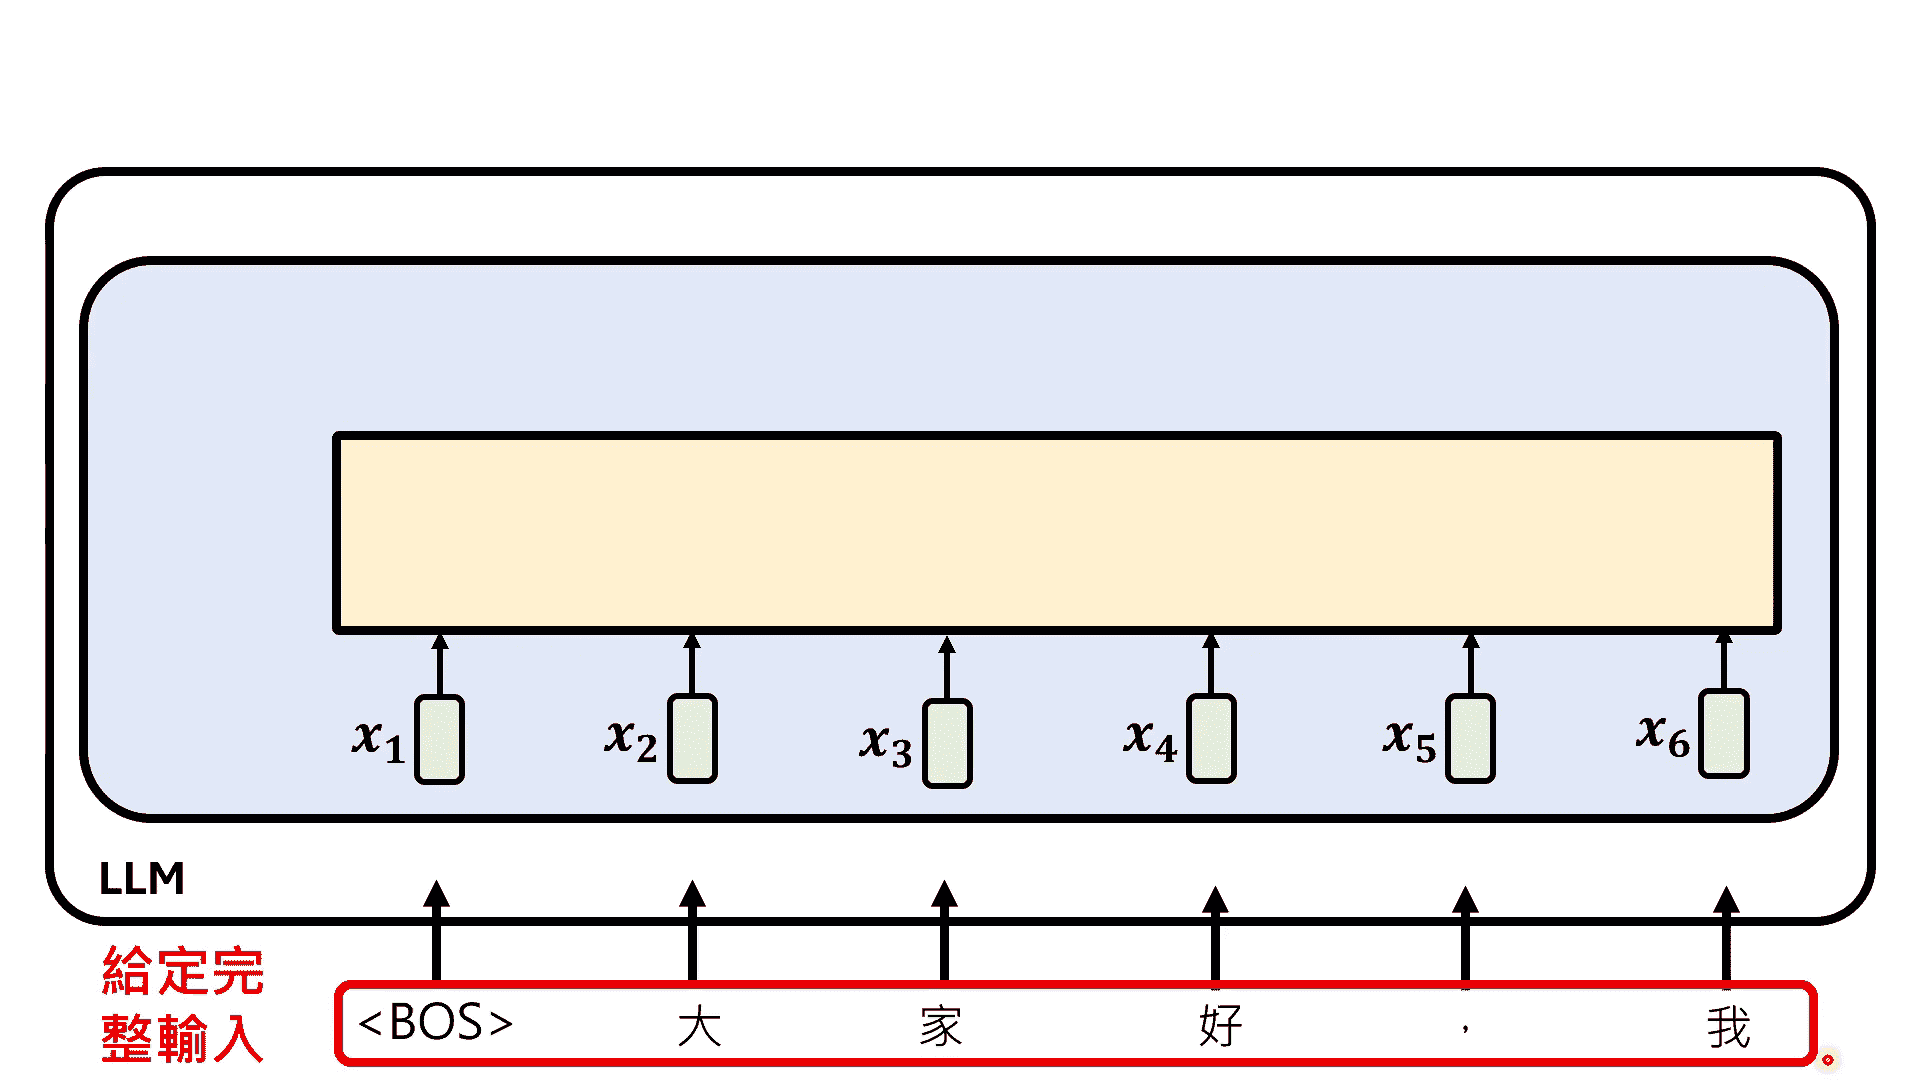 x₁ x₂ x₃ x₄ x₅ x₆
LLM
給定完
整輸入
<BOS> 大 家 好 , 我